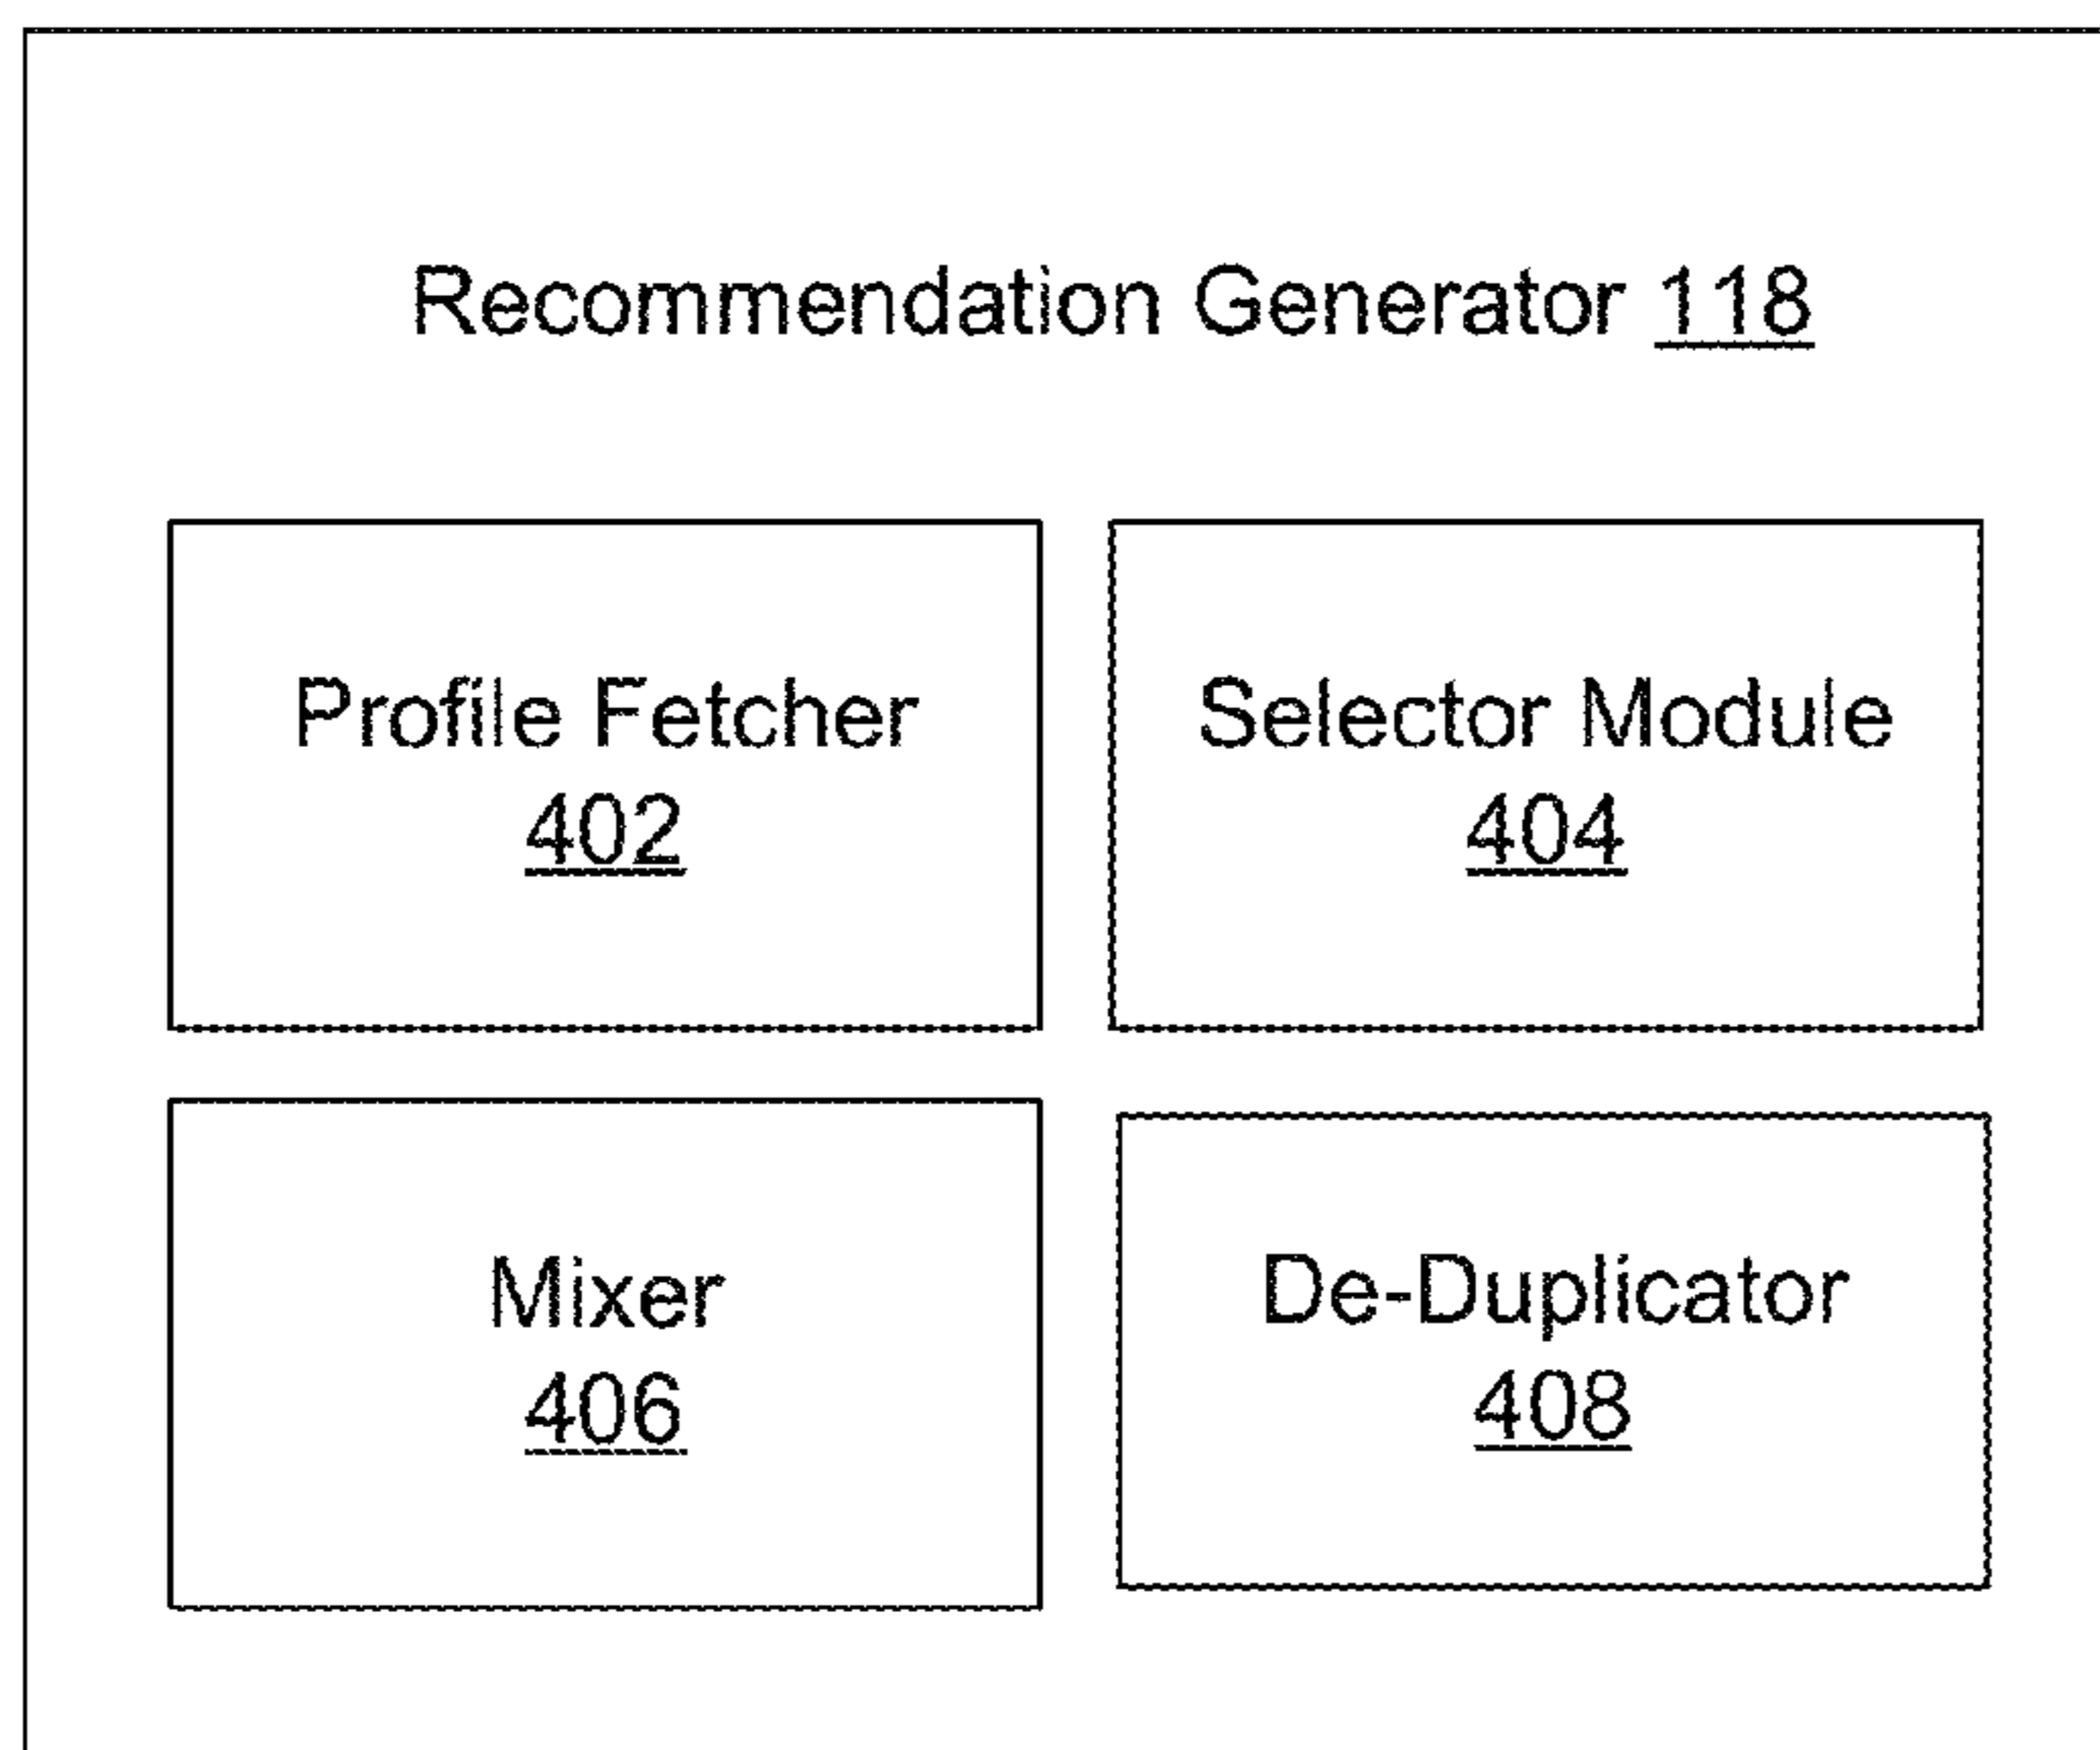 Recommendation Generator 118
Profile Fetcher
402
Selector Module
404
Mixer
406
De-Duplicator
408